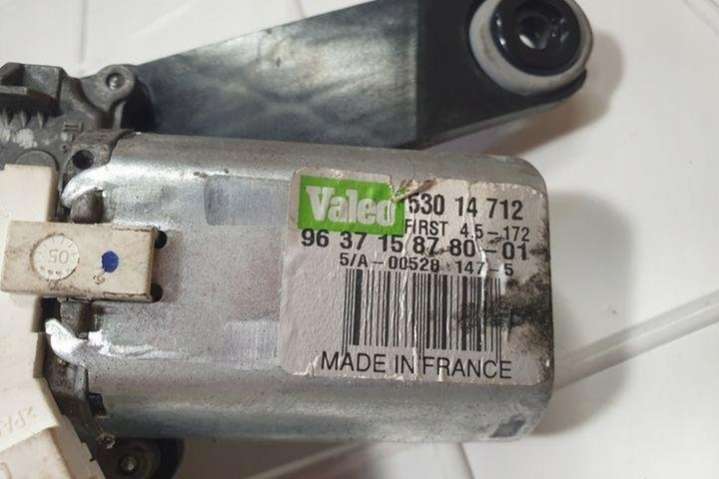 Valeo 530 14 712
FIRST 4,5-172
96 37 15 87 80-01
5/A-00528 147-5
MADE IN FRANCE
05